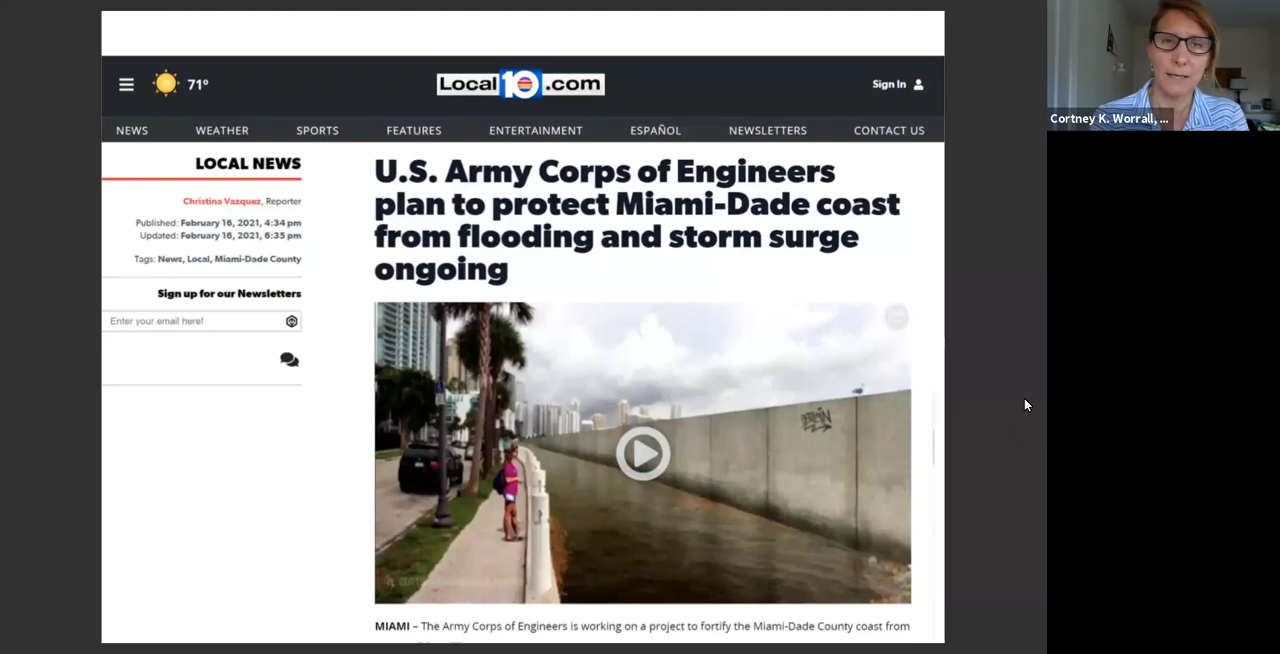 71°
Local 10 .com
Sign In
NEWS WEATHER SPORTS FEATURES ENTERTAINMENT ESPAÑOL NEWSLETTERS CONTACT US
LOCAL NEWS
Christina Vazquez, Reporter
Published: February 16, 2021, 4:34 pm
Updated: February 16, 2021, 6:35 pm
Tags: News, Local, Miami-Dade County
Sign up for our Newsletters
Enter your email here!
U.S. Army Corps of Engineers
plan to protect Miami-Dade coast
from flooding and storm surge
ongoing
MIAMI – The Army Corps of Engineers is working on a project to fortify the Miami-Dade County coast from
Cortney K. Worrall, ...